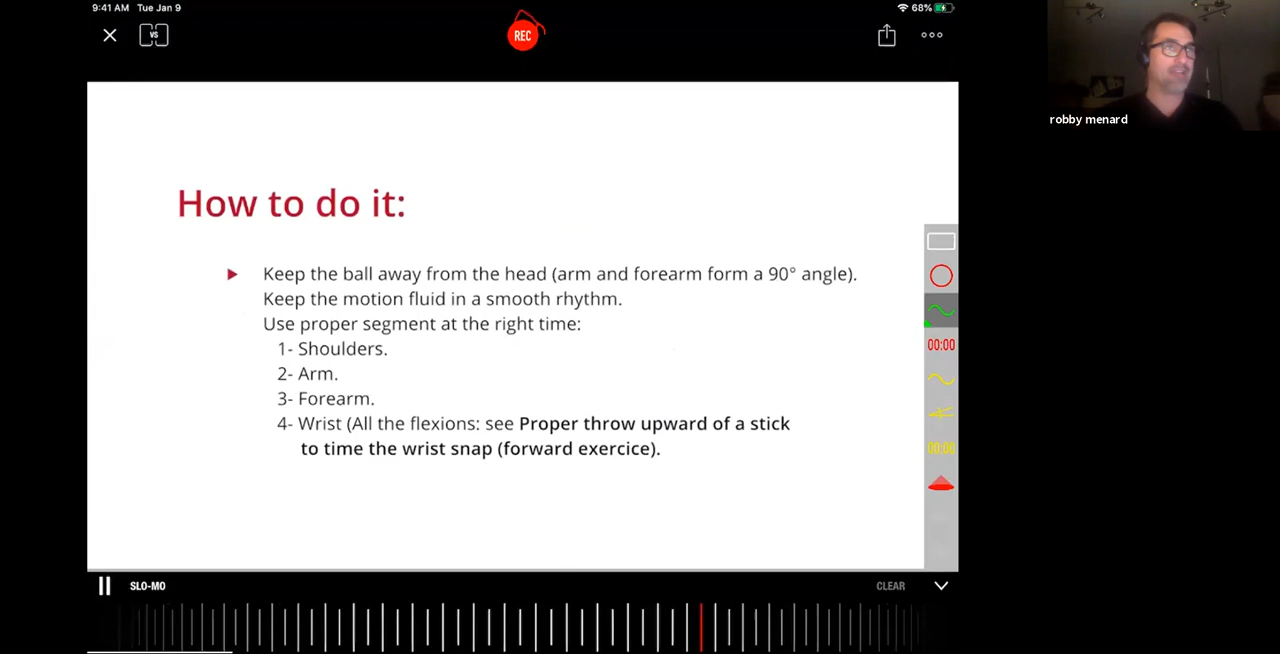 9:41 AM Tue Jan 9
68%
VS
REC
robby menard
How to do it:
Keep the ball away from the head (arm and forearm form a 90° angle).
Keep the motion fluid in a smooth rhythm.
Use proper segment at the right time:
1- Shoulders.
2- Arm.
3- Forearm.
4- Wrist (All the flexions: see Proper throw upward of a stick
to time the wrist snap (forward exercice).
00:00
00:00
SLO-MO
CLEAR